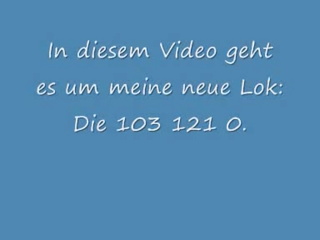 In diesem Video geht
es um meine neue Lok:
Die 103 121 0.